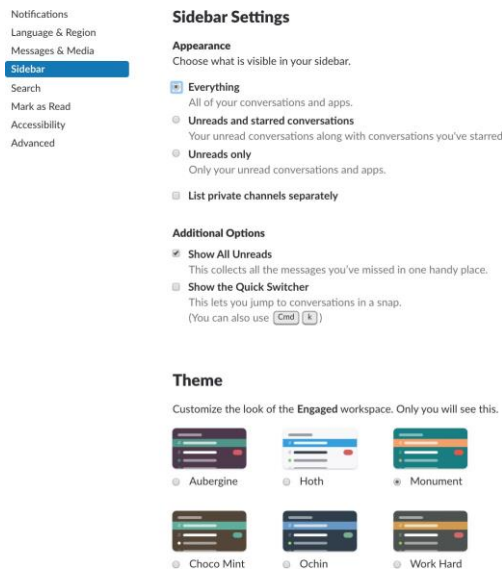 Notifications
Language & Region
Messages & Media
Sidebar
Search
Mark as Read
Accessibility
Advanced
Sidebar Settings
Appearance
Choose what is visible in your sidebar.
Everything
All of your conversations and apps.
Unreads and starred conversations
Your unread conversations along with conversations you've starred
Unreads only
Only your unread conversations and apps.
List private channels separately
Additional Options
Show All Unreads
This collects all the messages you've missed in one handy place.
Show the Quick Switcher
This lets you jump to conversations in a snap.
(You can also use Cmd k )
Theme
Customize the look of the Engaged workspace. Only you will see this.
Aubergine
Hoth
Monument
Choco Mint
Ochin
Work Hard